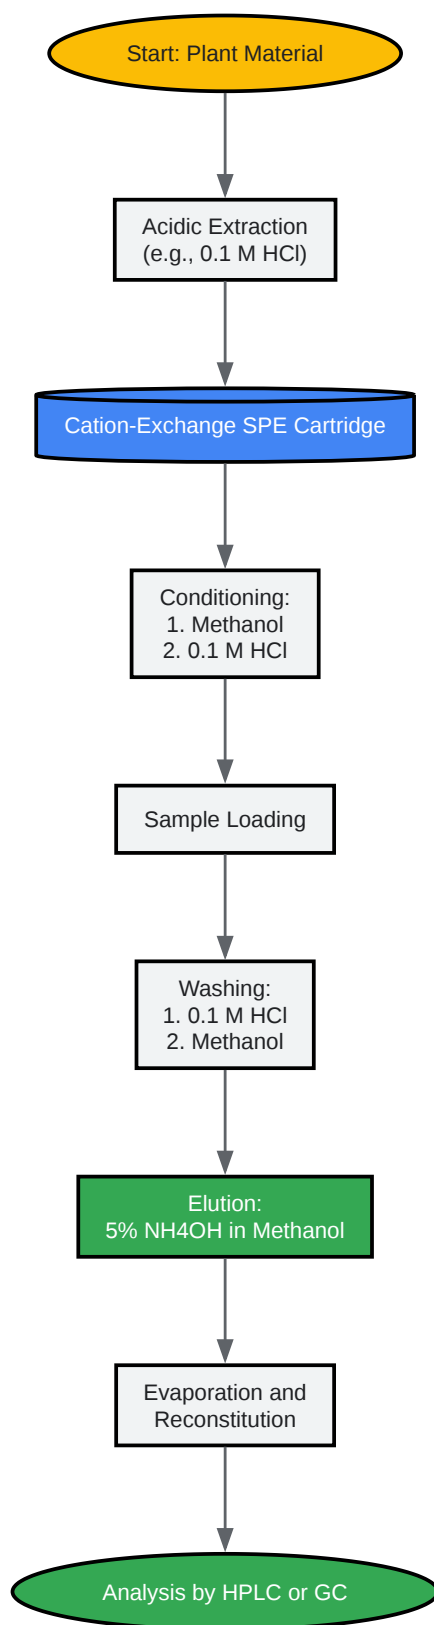 Start: Plant Material
Acidic Extraction
(e.g., 0.1 M HCl)
Cation-Exchange SPE Cartridge
Conditioning:
1. Methanol
2. 0.1 M HCl
Sample Loading
Washing:
1. 0.1 M HCl
2. Methanol
Elution:
5% NH4OH in Methanol
Evaporation and
Reconstitution
Analysis by HPLC or GC